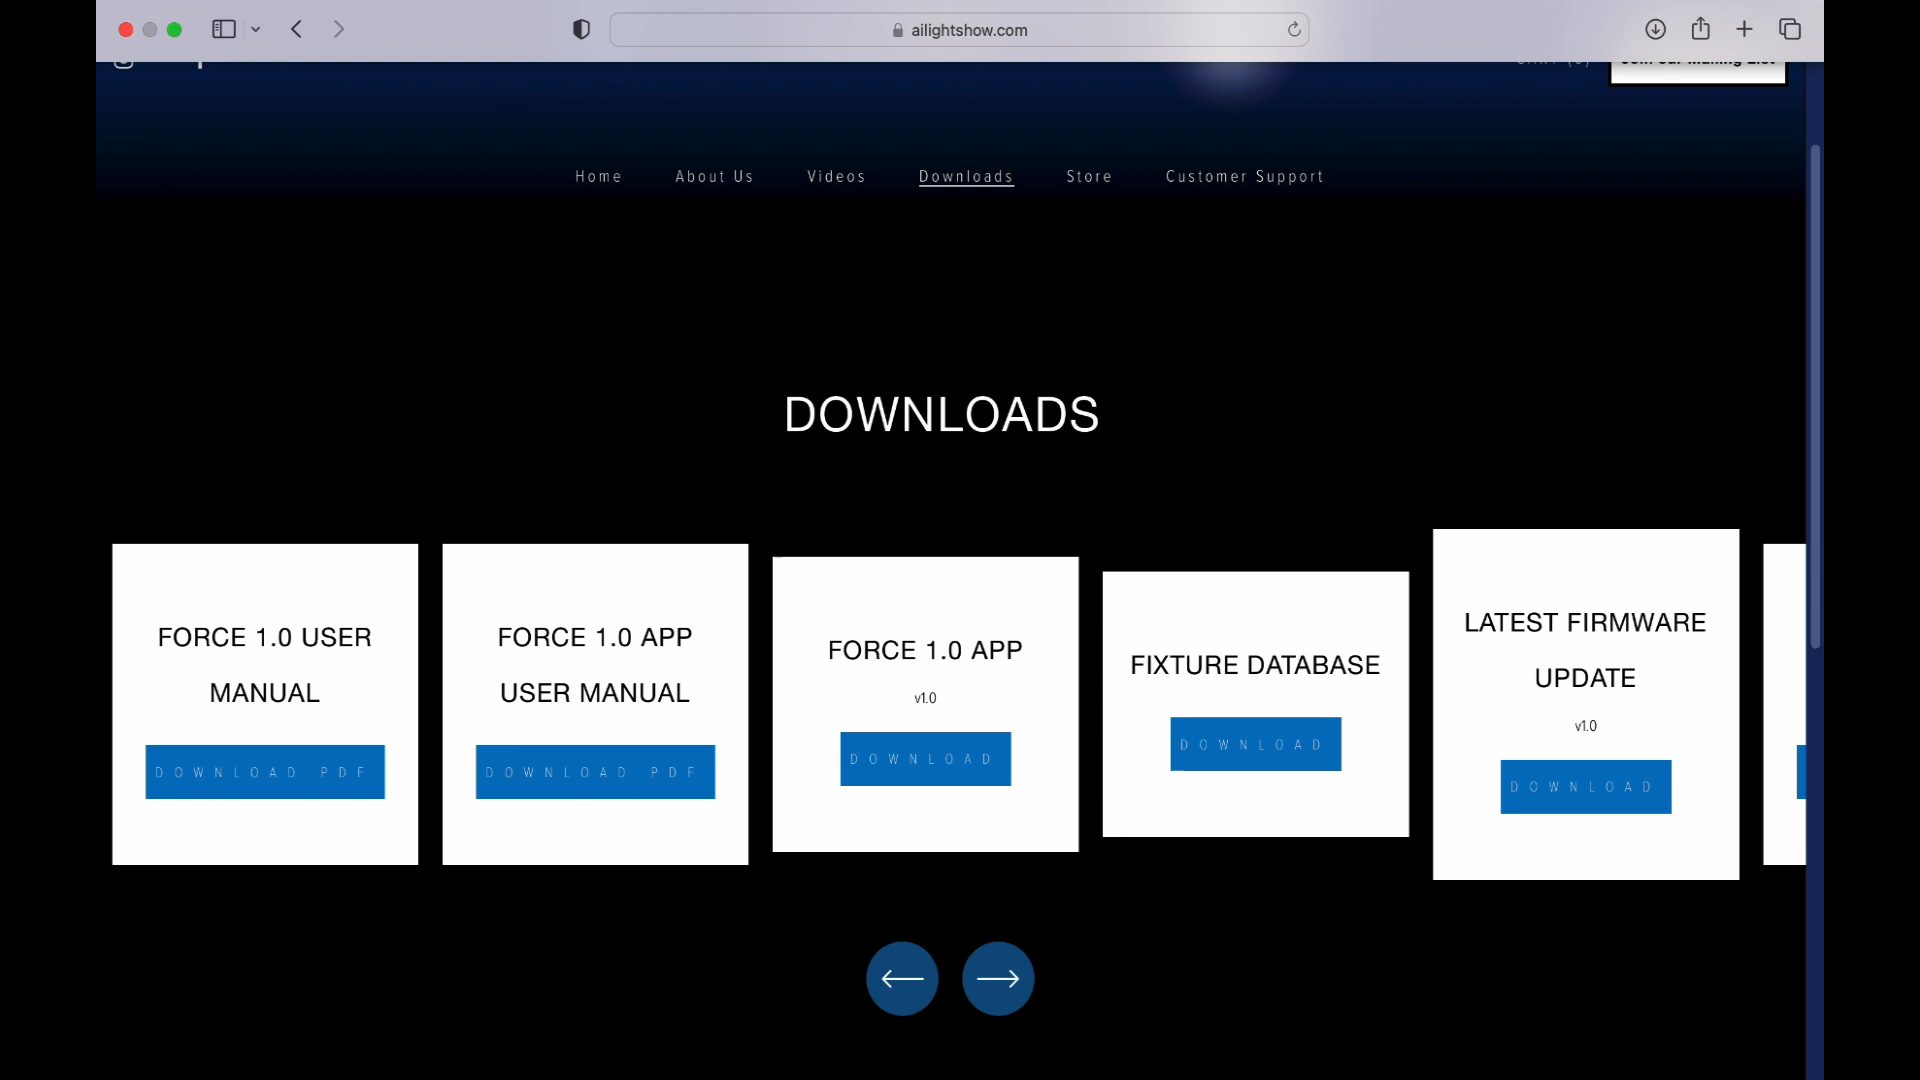 ailightshow.com
Home About Us Videos Downloads Store Customer Support
DOWNLOADS
FORCE 1.0 USER
MANUAL
DOWNLOAD PDF
FORCE 1.0 APP
USER MANUAL
DOWNLOAD PDF
FORCE 1.0 APP
v1.0
DOWNLOAD
FIXTURE DATABASE
DOWNLOAD
LATEST FIRMWARE
UPDATE
v1.0
DOWNLOAD